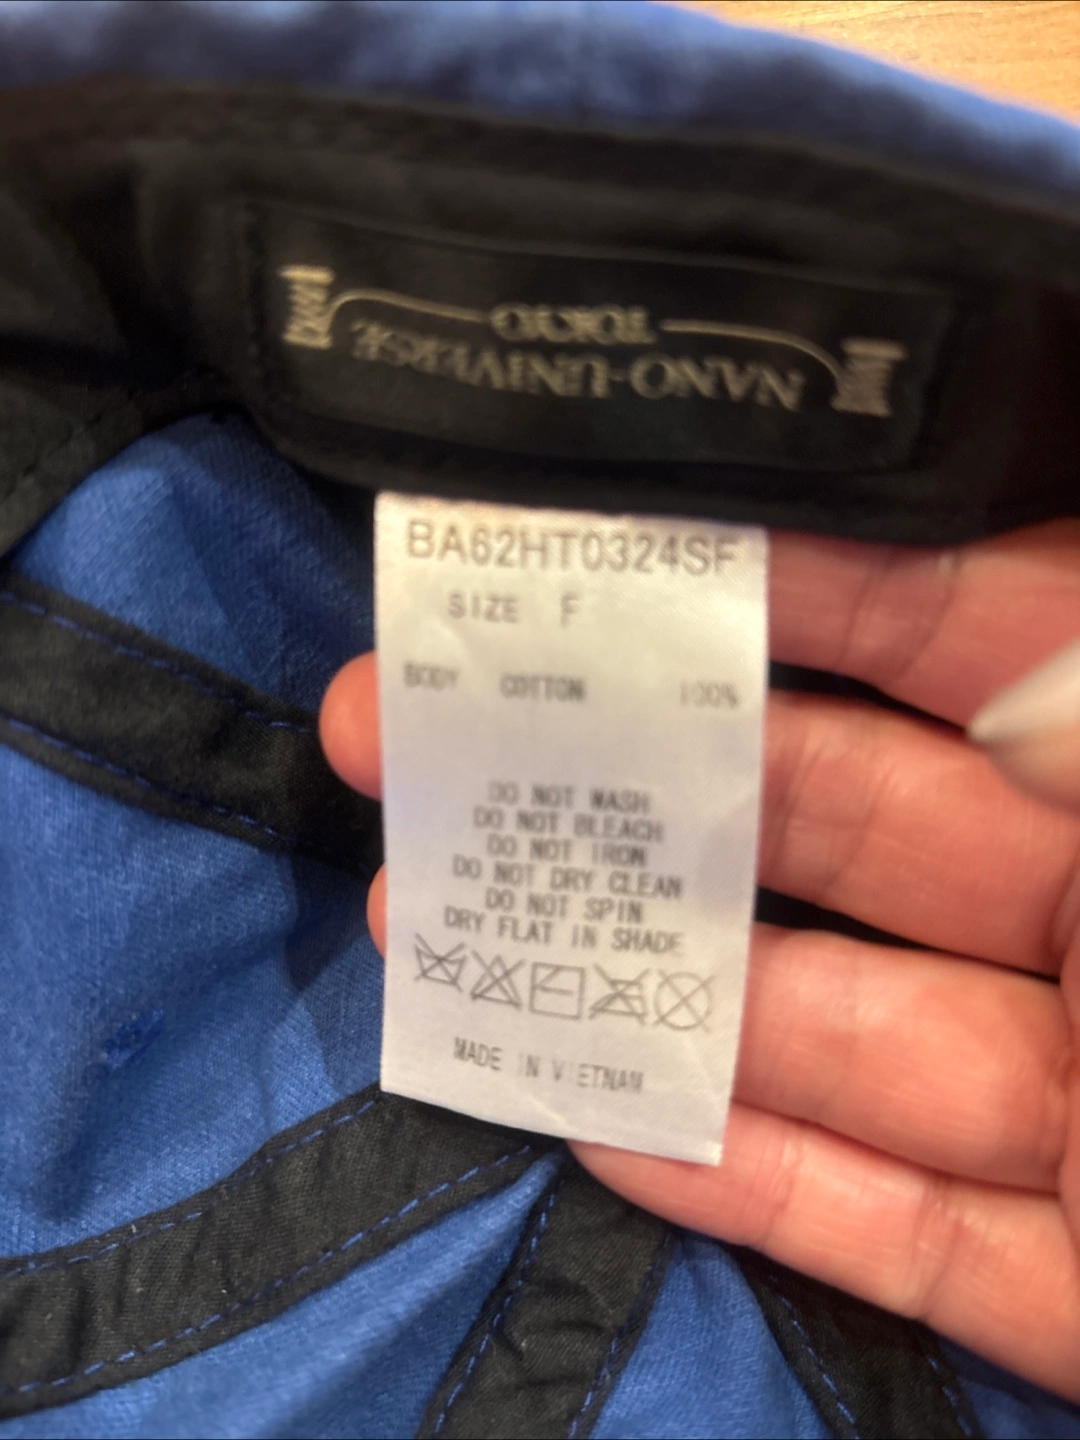 TOKYO
NANO-UNIVERSE
BA62HT0324SF
SIZE F
BODY COTTON 100%
DO NOT WASH
DO NOT BLEACH
DO NOT IRON
DO NOT DRY CLEAN
DO NOT SPIN
DRY FLAT IN SHADE
MADE IN VIETNAM